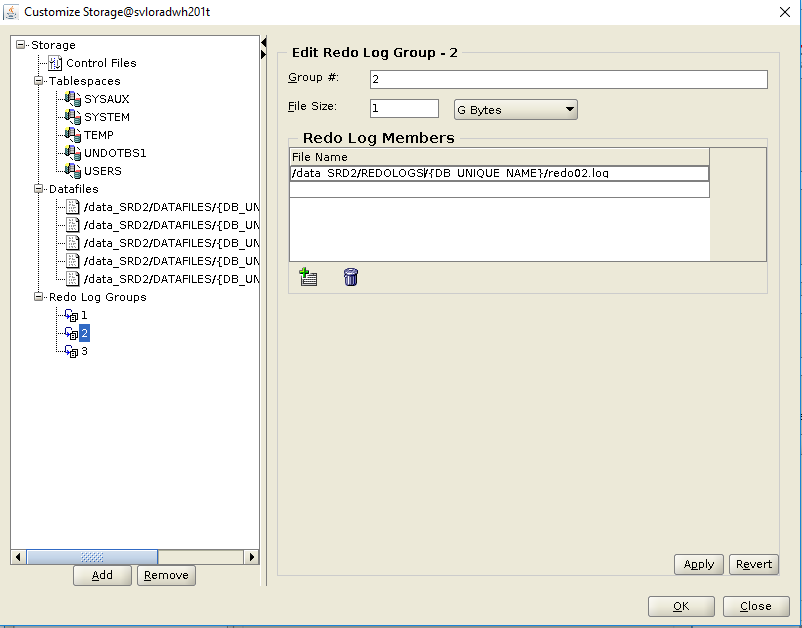 Customize Storage@svloradwh201t
Storage
Control Files
Tablespaces
SYSAUX
SYSTEM
TEMP
UNDOTBS1
USERS
Datafiles
/data_SRD2/DATAFILES/{DB_UN
/data_SRD2/DATAFILES/{DB_UN
/data_SRD2/DATAFILES/{DB_UN
/data_SRD2/DATAFILES/{DB_UN
/data_SRD2/DATAFILES/{DB_UN
Redo Log Groups
1
2
3
Add Remove
Edit Redo Log Group - 2
Group #: 2
File Size: 1 G Bytes
Redo Log Members
File Name
/data_SRD2/REDOLOGS/{DB_UNIQUE_NAME}/redo02.log
Apply Revert
OK Close